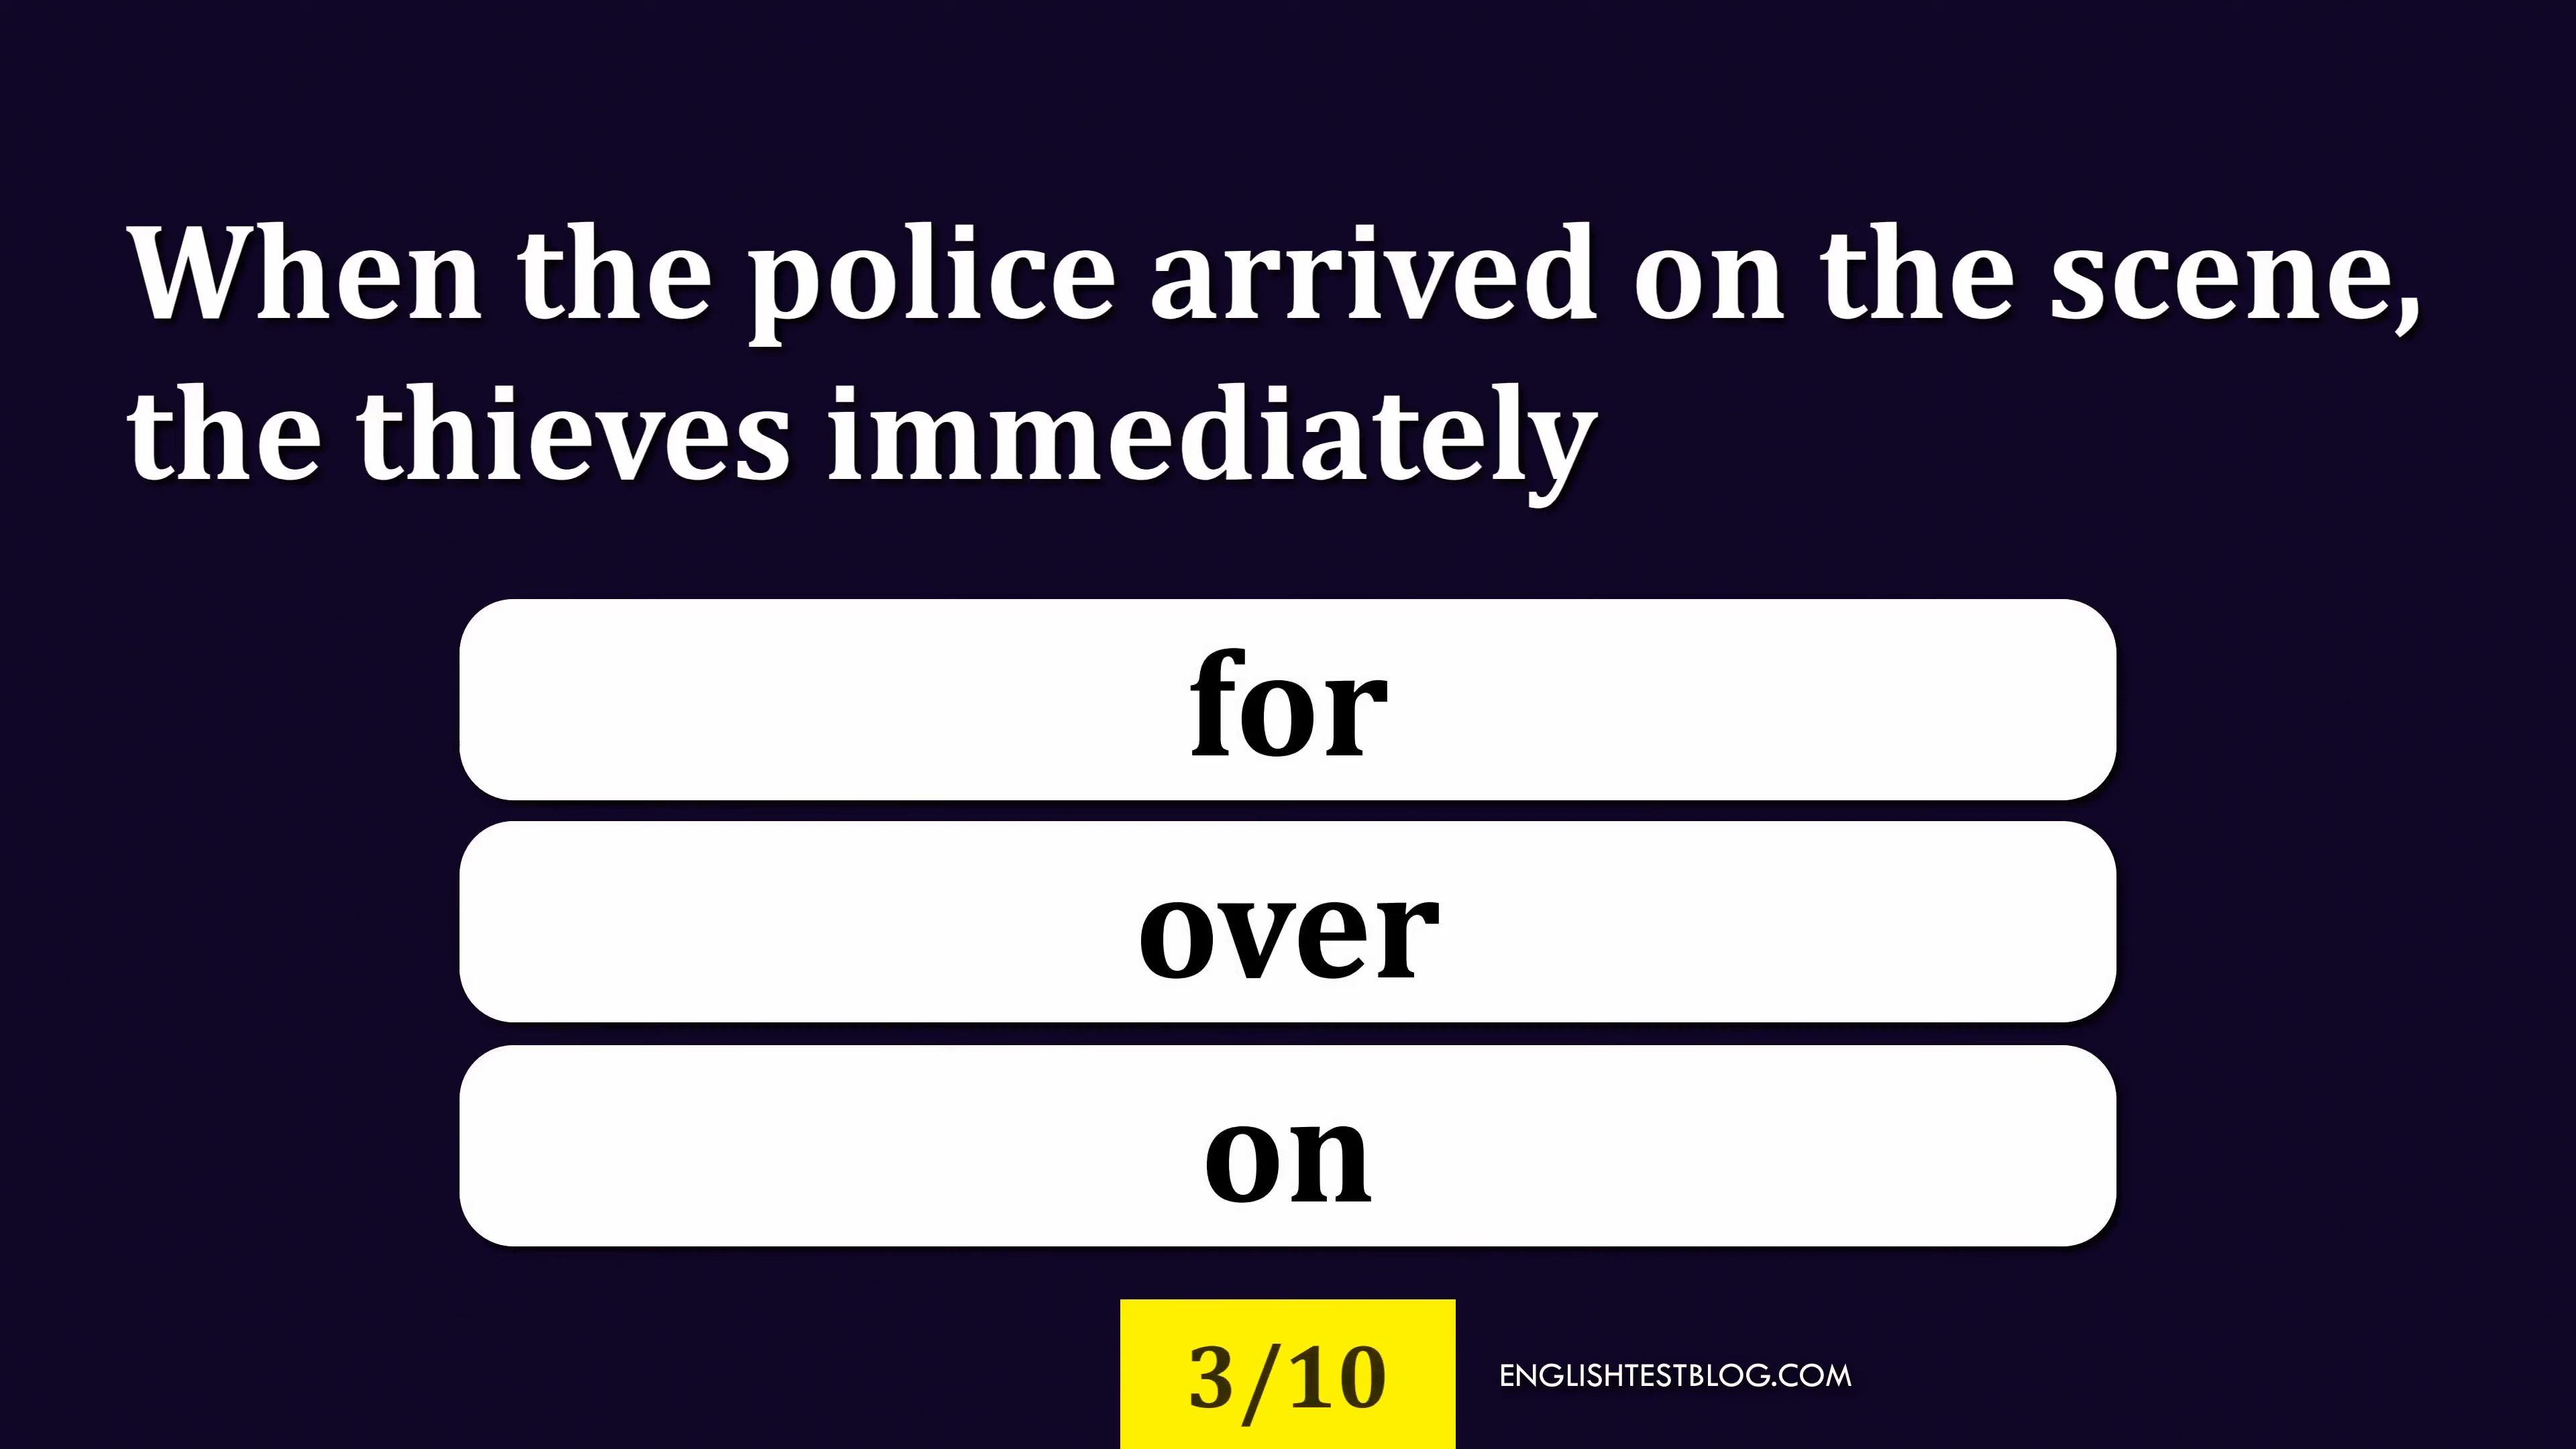 When the police arrived on the scene,
the thieves immediately
for
over
on
3/10
ENGLISHTESTBLOG.COM